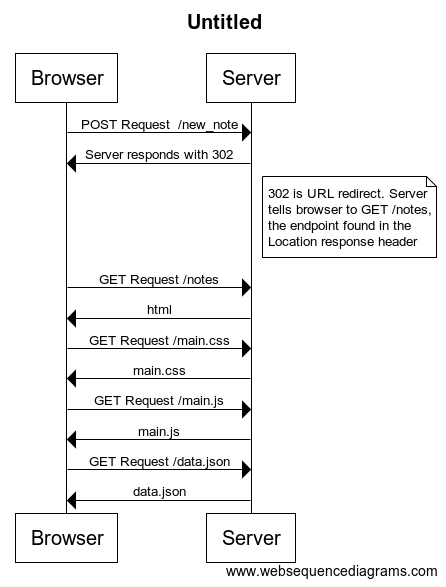 Untitled
Browser
Server
POST Request /new_note
Server responds with 302
302 is URL redirect. Server
tells browser to GET /notes,
the endpoint found in the
Location response header
GET Request /notes
html
GET Request /main.css
main.css
GET Request /main.js
main.js
GET Request /data.json
data.json
Browser
Server
www.websequencediagrams.com